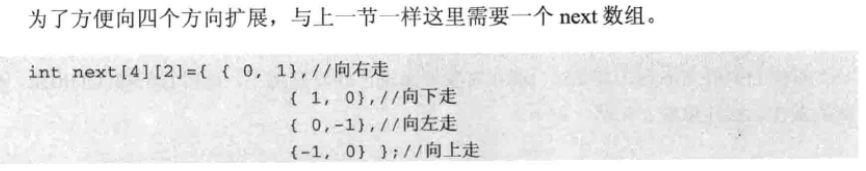 为了方便向四个方向扩展，与上一节一样这里需要一个 next 数组。
int next[4][2]={ { 0, 1},//向右走
{ 1, 0},//向下走
{ 0,-1},//向左走
{-1, 0} };//向上走